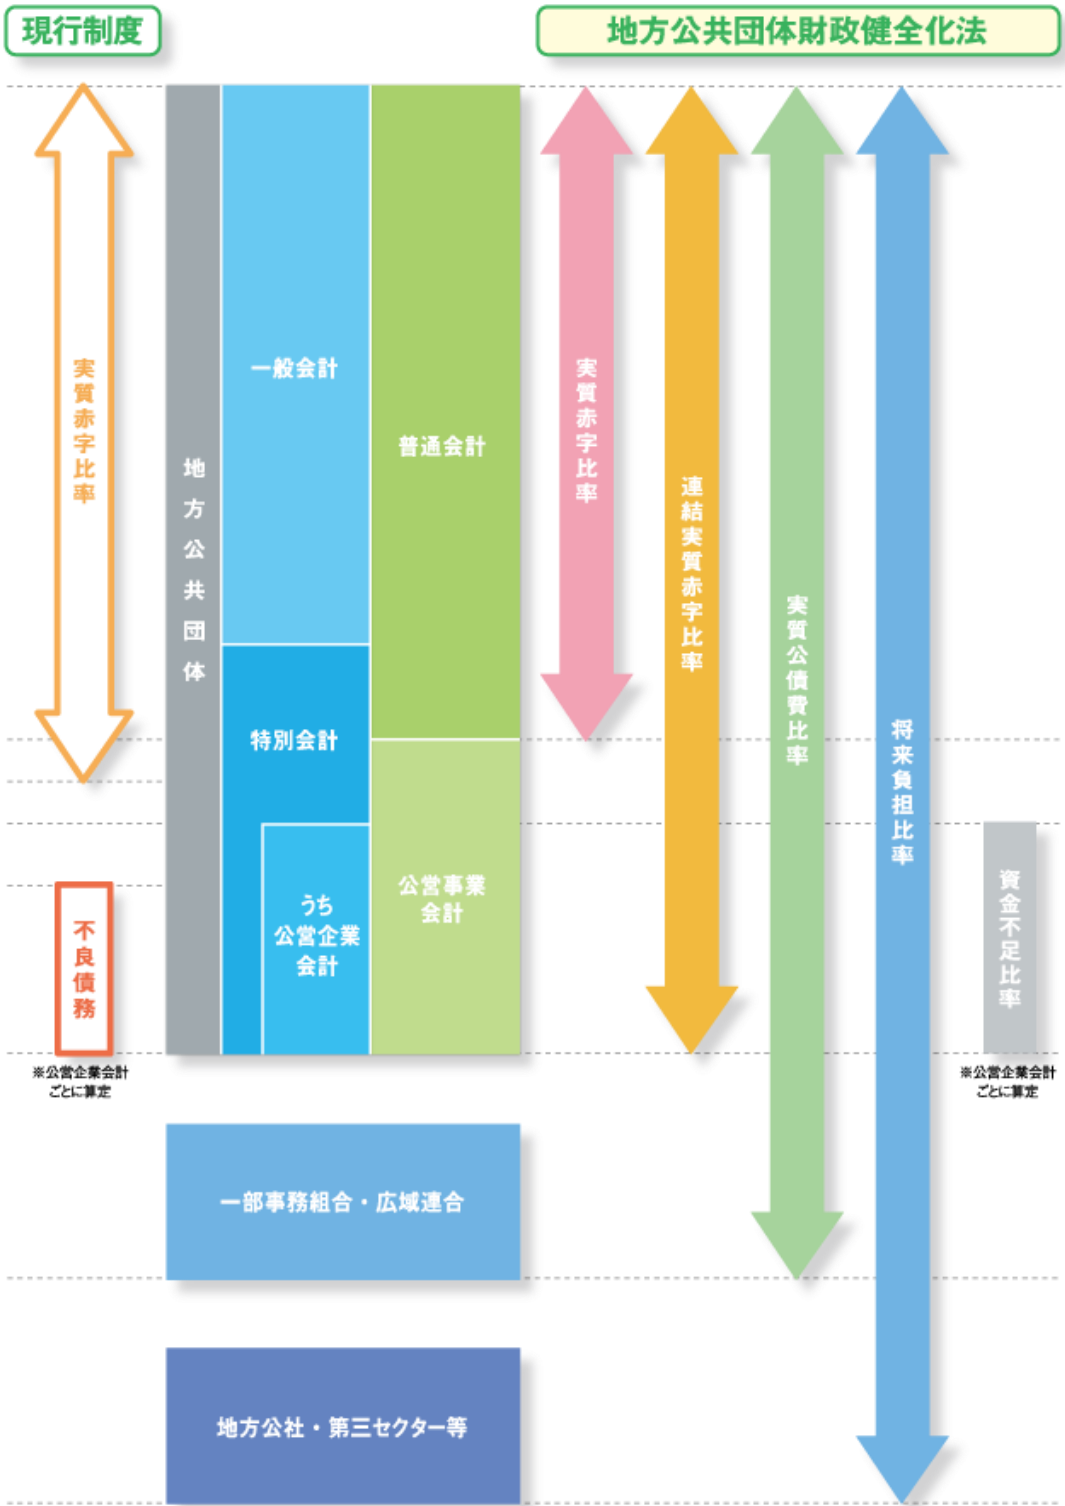 現行制度
地方公共団体財政健全化法
実質赤字比率
不良債務
※公営企業会計
ごとに算定
地方公共団体
一般会計
特別会計
うち
公営企業
会計
普通会計
公営事業
会計
実質赤字比率
連結実質赤字比率
実質公債費比率
将来負担比率
資金不足比率
※公営企業会計
ごとに算定
一部事務組合・広域連合
地方公社・第三セクター等